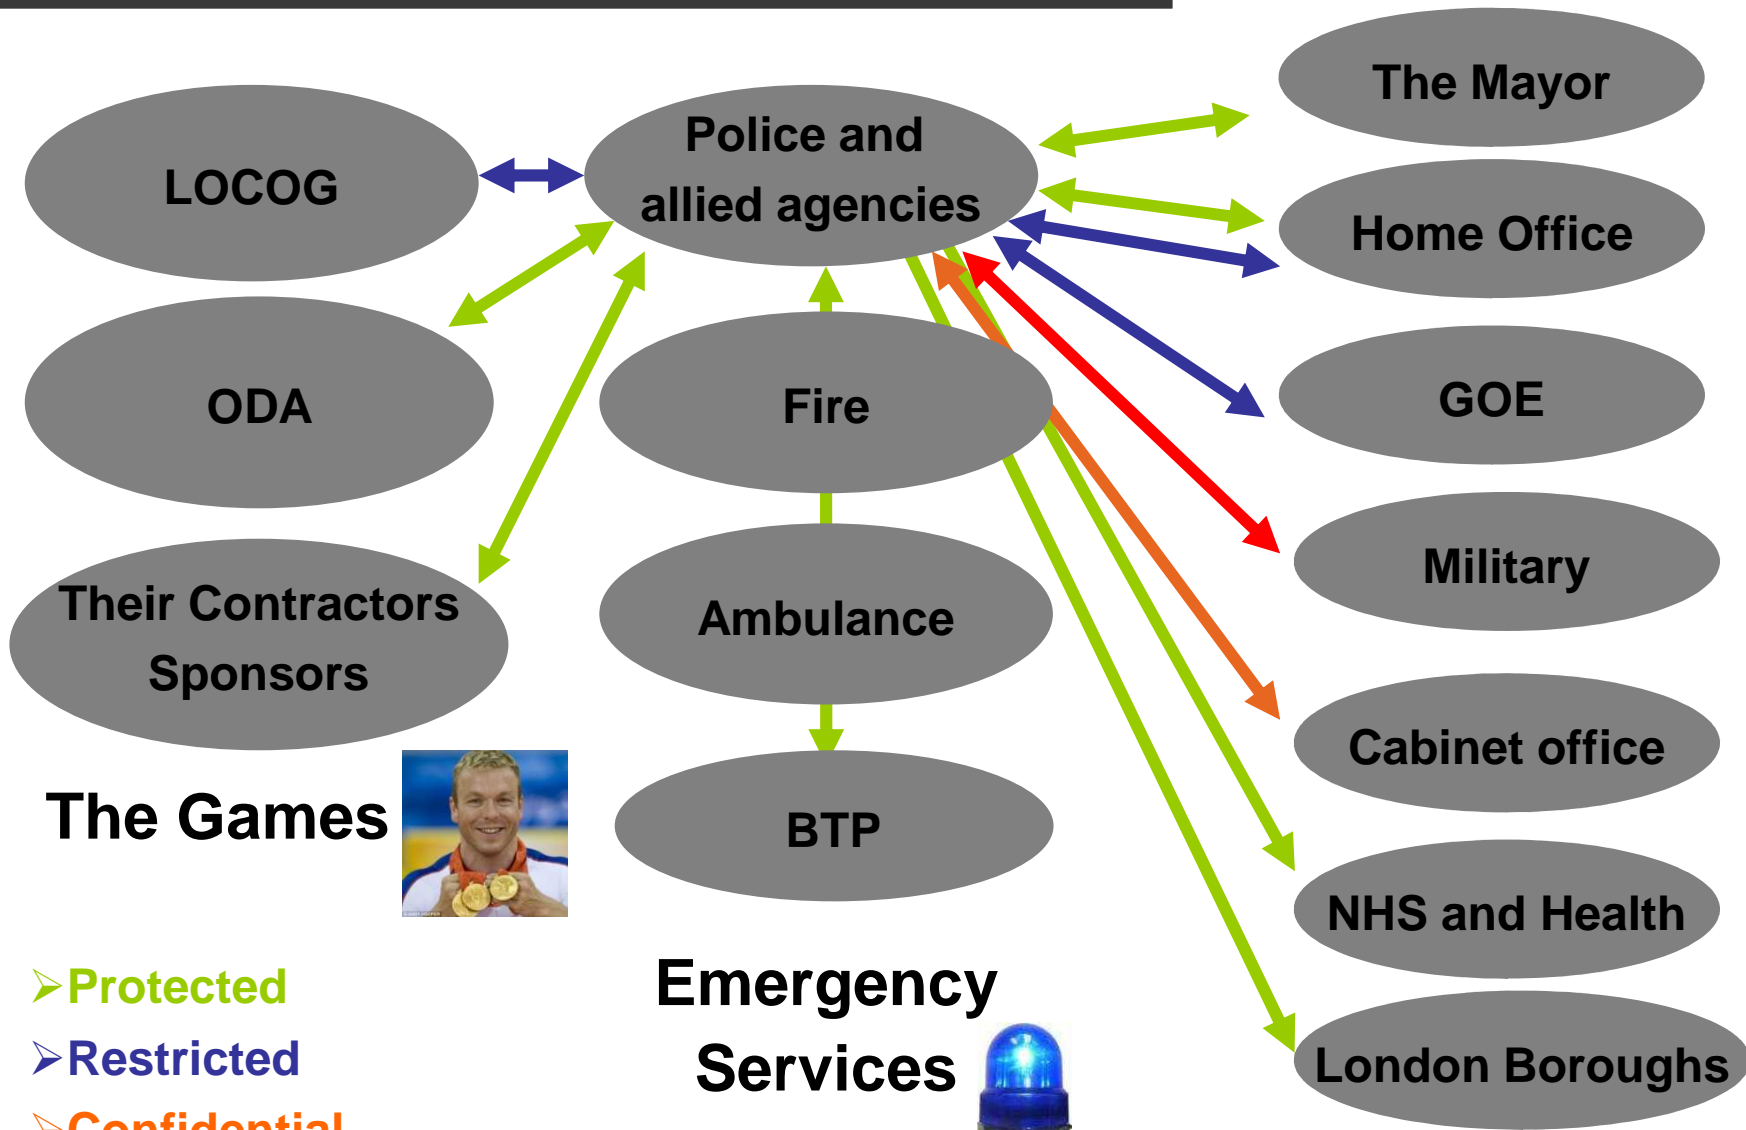 LOCOG
ODA
Their Contractors
Sponsors
The Games
Protected
Restricted
Confidential
Police and
allied agencies
Fire
Ambulance
BTP
Emergency
Services
The Mayor
Home Office
GOE
Military
Cabinet office
NHS and Health
London Boroughs